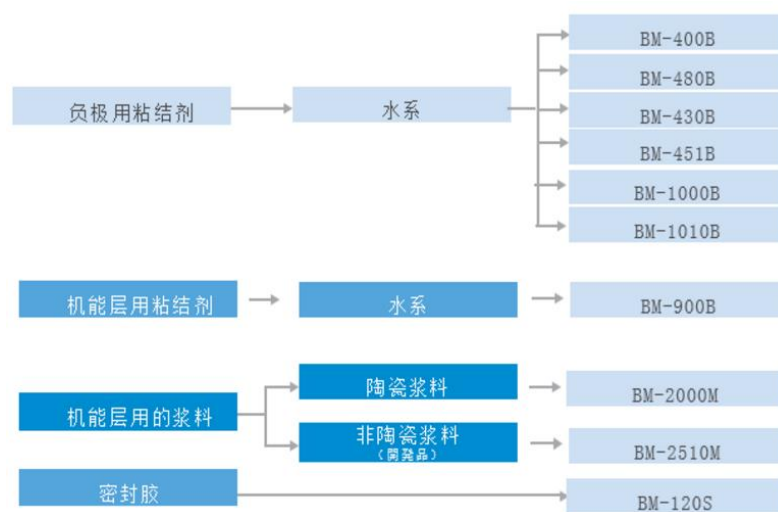 BM-400B
BM-480B
负极用粘结剂
水系
BM-430B
BM-451B
BM-1000B
BM-1010B
机能层用粘结剂
水系
BM-900B
机能层用的浆料
陶瓷浆料
BM-2000M
非陶瓷浆料
（開発品）
BM-2510M
密封胶
BM-120S